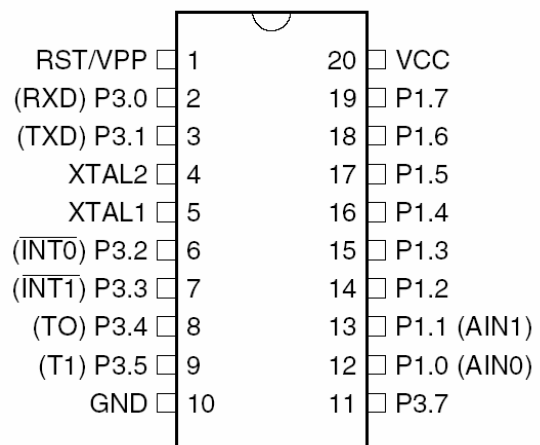 RST/VPP 1 20 VCC
(RXD) P3.0 2 19 P1.7
(TXD) P3.1 3 18 P1.6
XTAL2 4 17 P1.5
XTAL1 5 16 P1.4
(I̅N̅T̅0̅) P3.2 6 15 P1.3
(I̅N̅T̅1̅) P3.3 7 14 P1.2
(TO) P3.4 8 13 P1.1 (AIN1)
(T1) P3.5 9 12 P1.0 (AIN0)
GND 10 11 P3.7